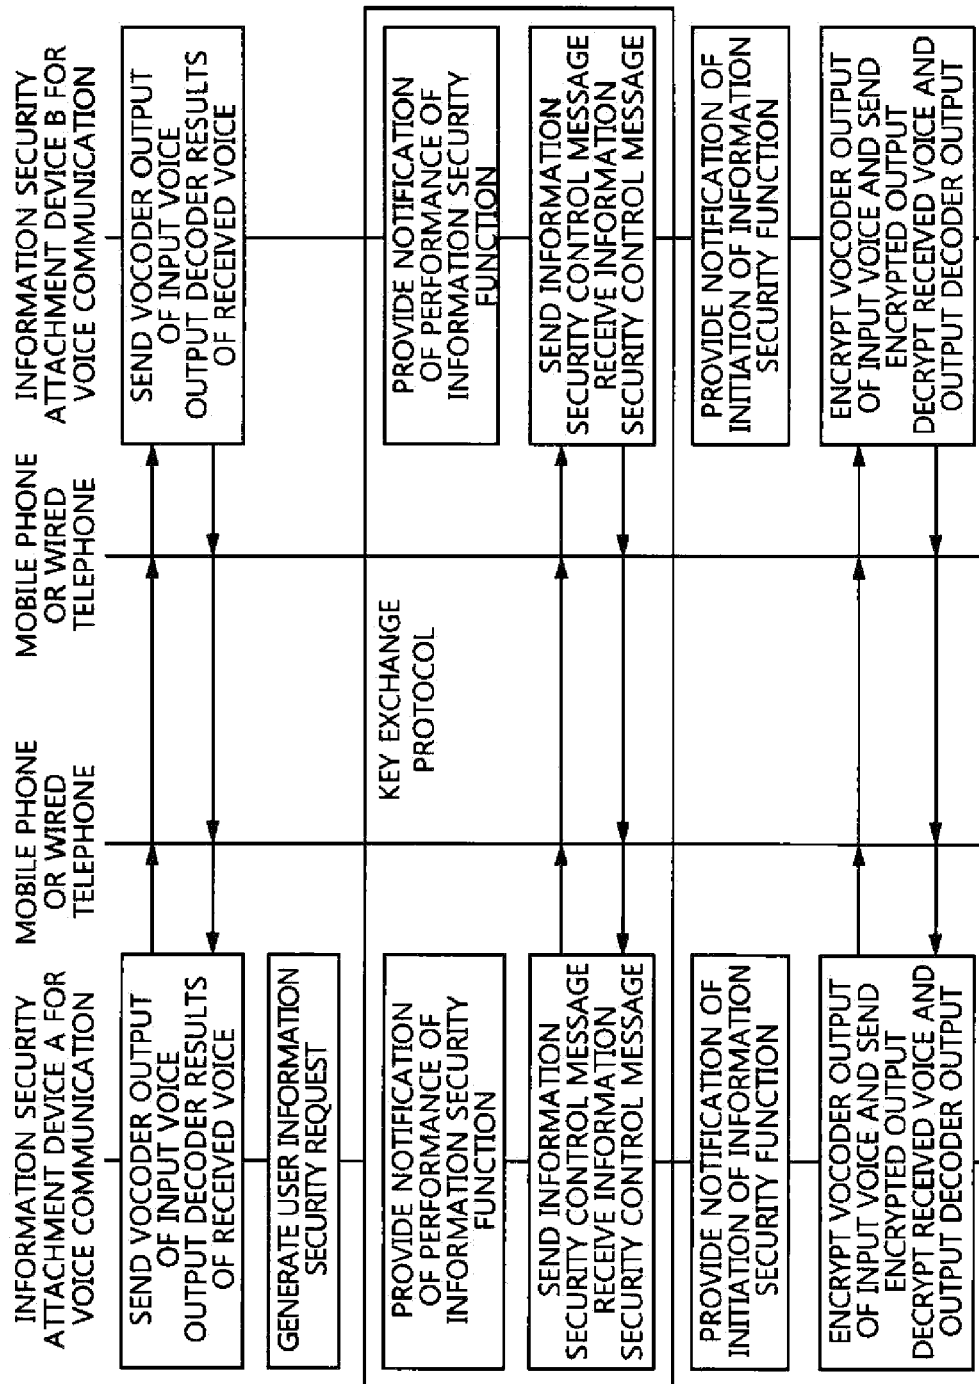 INFORMATION SECURITY
ATTACHMENT DEVICE A FOR
VOICE COMMUNICATION
MOBILE PHONE
OR WIRED
TELEPHONE
MOBILE PHONE
OR WIRED
TELEPHONE
INFORMATION SECURITY
ATTACHMENT DEVICE B FOR
VOICE COMMUNICATION
SEND VOCODER OUTPUT
OF INPUT VOICE
OUTPUT DECODER RESULTS
OF RECEIVED VOICE
SEND VOCODER OUTPUT
OF INPUT VOICE
OUTPUT DECODER RESULTS
OF RECEIVED VOICE
GENERATE USER INFORMATION
SECURITY REQUEST
KEY EXCHANGE
PROTOCOL
PROVIDE NOTIFICATION
OF PERFORMANCE OF
INFORMATION SECURITY
FUNCTION
PROVIDE NOTIFICATION
OF PERFORMANCE OF
INFORMATION SECURITY
FUNCTION
SEND INFORMATION
SECURITY CONTROL MESSAGE
RECEIVE INFORMATION
SECURITY CONTROL MESSAGE
SEND INFORMATION
SECURITY CONTROL MESSAGE
RECEIVE INFORMATION
SECURITY CONTROL MESSAGE
PROVIDE NOTIFICATION OF
INITIATION OF INFORMATION
SECURITY FUNCTION
PROVIDE NOTIFICATION OF
INITIATION OF INFORMATION
SECURITY FUNCTION
ENCRYPT VOCODER OUTPUT
OF INPUT VOICE AND SEND
ENCRYPTED OUTPUT
DECRYPT RECEIVED VOICE AND
OUTPUT DECODER OUTPUT
ENCRYPT VOCODER OUTPUT
OF INPUT VOICE AND SEND
ENCRYPTED OUTPUT
DECRYPT RECEIVED VOICE AND
OUTPUT DECODER OUTPUT